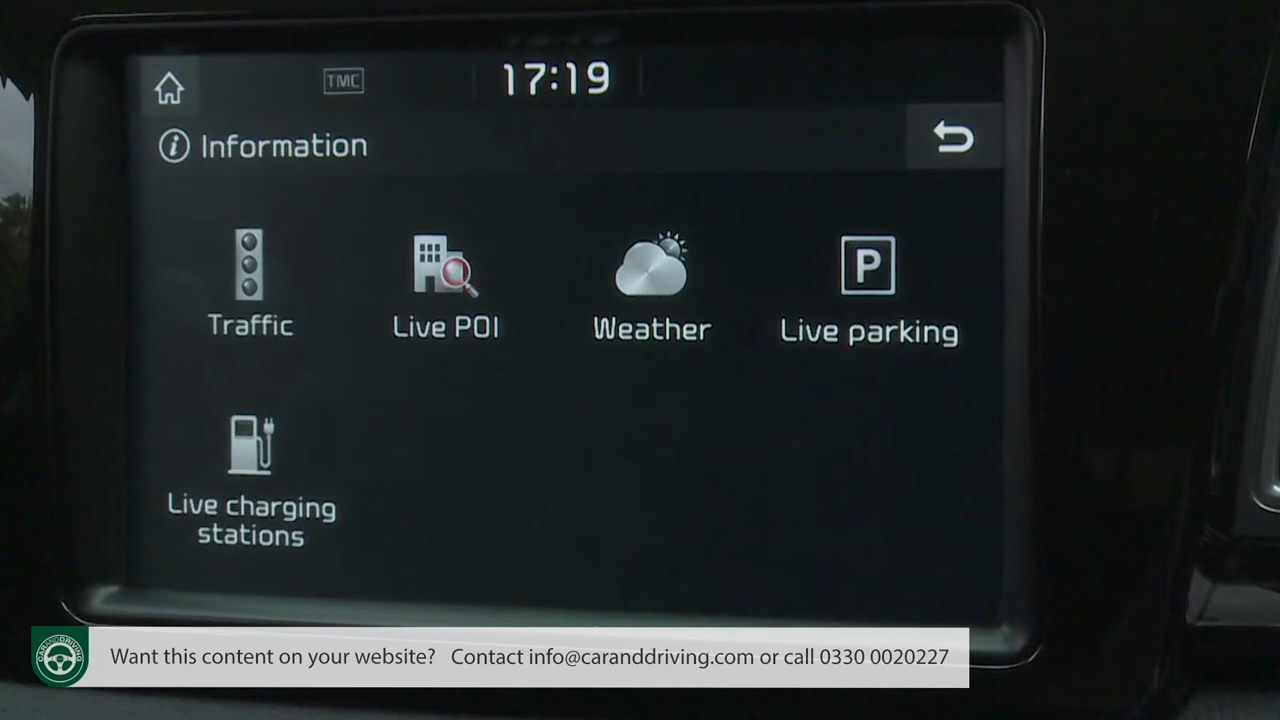 TMC
17:19
Information
Traffic
Live POI
Weather
P
Live parking
Live charging
stations
CARANDDRIVING
Want this content on your website? Contact info@caranddriving.com or call 0330 0020227